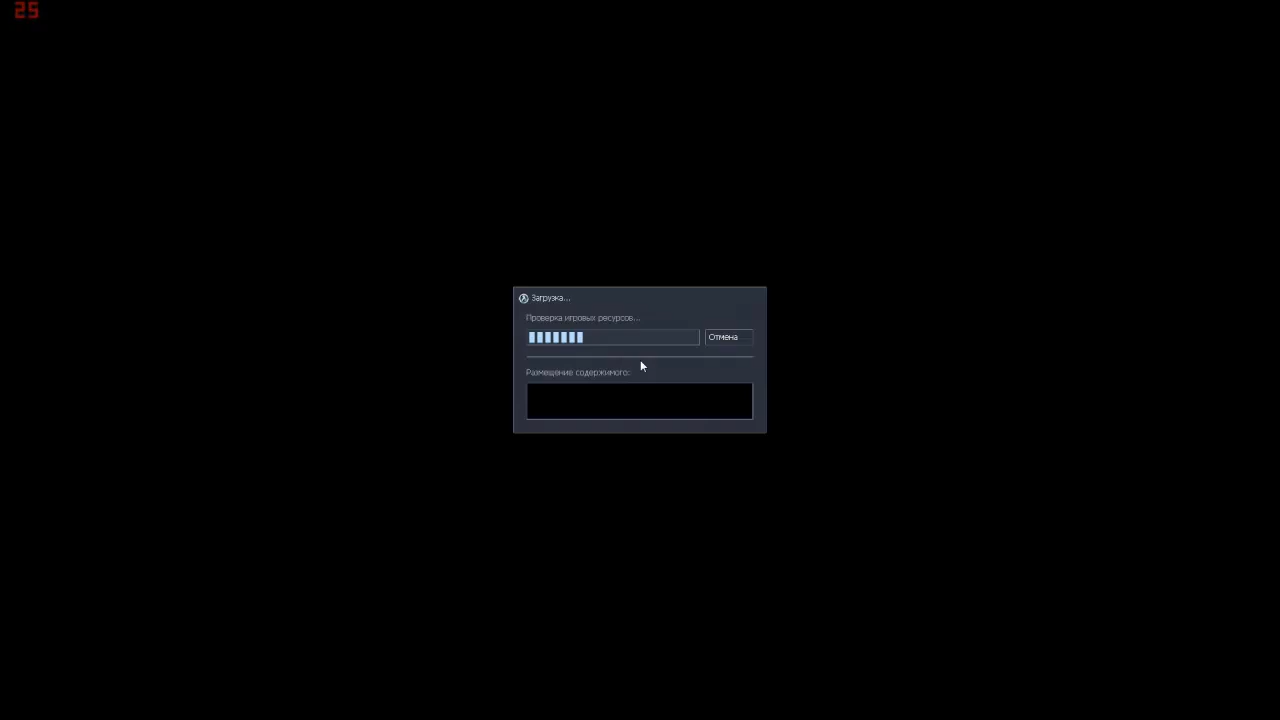 25
Загрузка...
Проверка игровых ресурсов...
Отмена
Размещение содержимого: